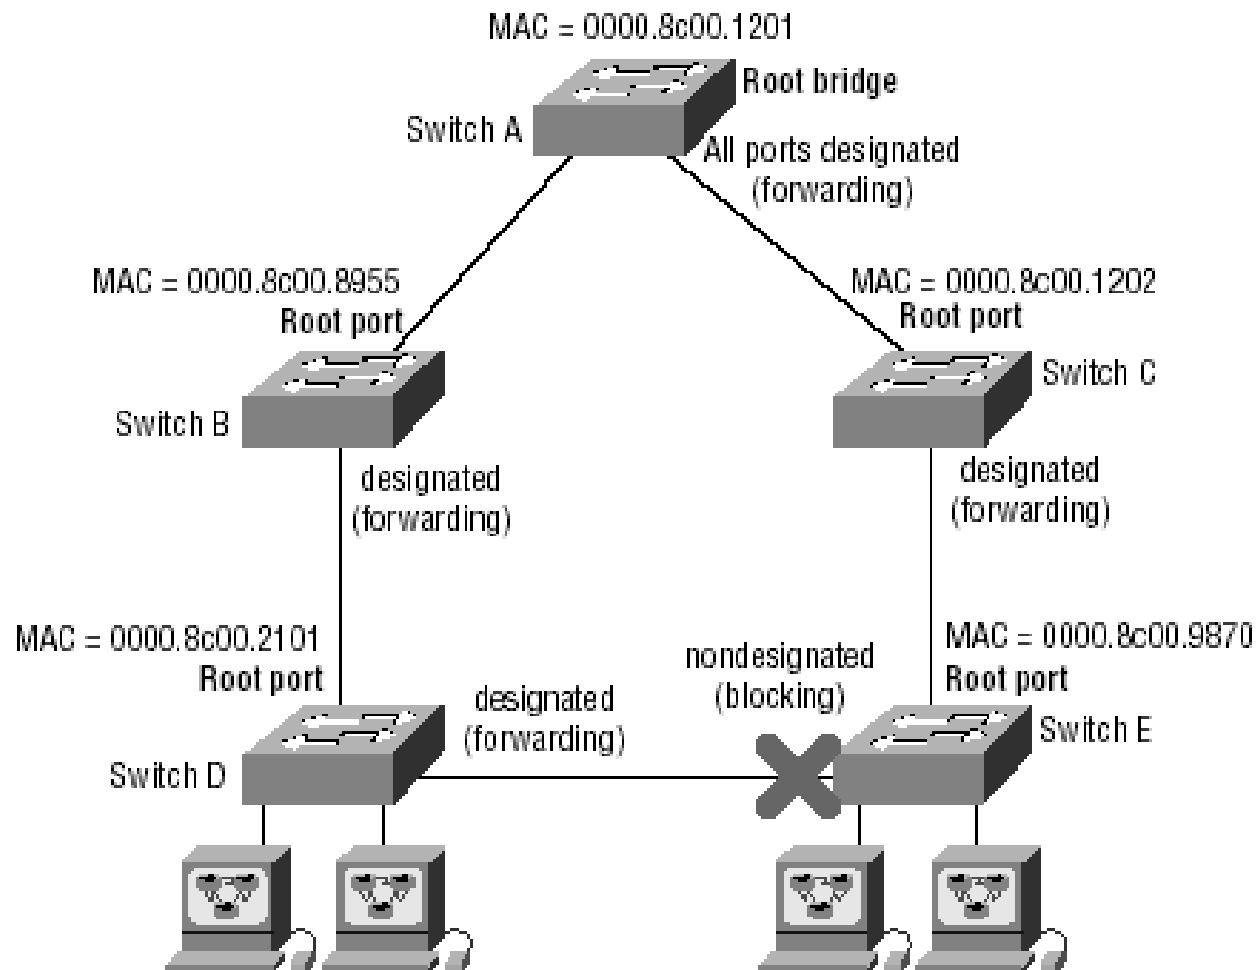 MAC = 0000.8c00.1201
Root bridge
Switch A
All ports designated
(forwarding)
MAC = 0000.8c00.8955
Root port
MAC = 0000.8c00.1202
Root port
Switch B
Switch C
designated
(forwarding)
designated
(forwarding)
MAC = 0000.8c00.2101
Root port
designated
(forwarding)
nondesignated
(blocking)
MAC = 0000.8c00.9870
Root port
Switch D
Switch E